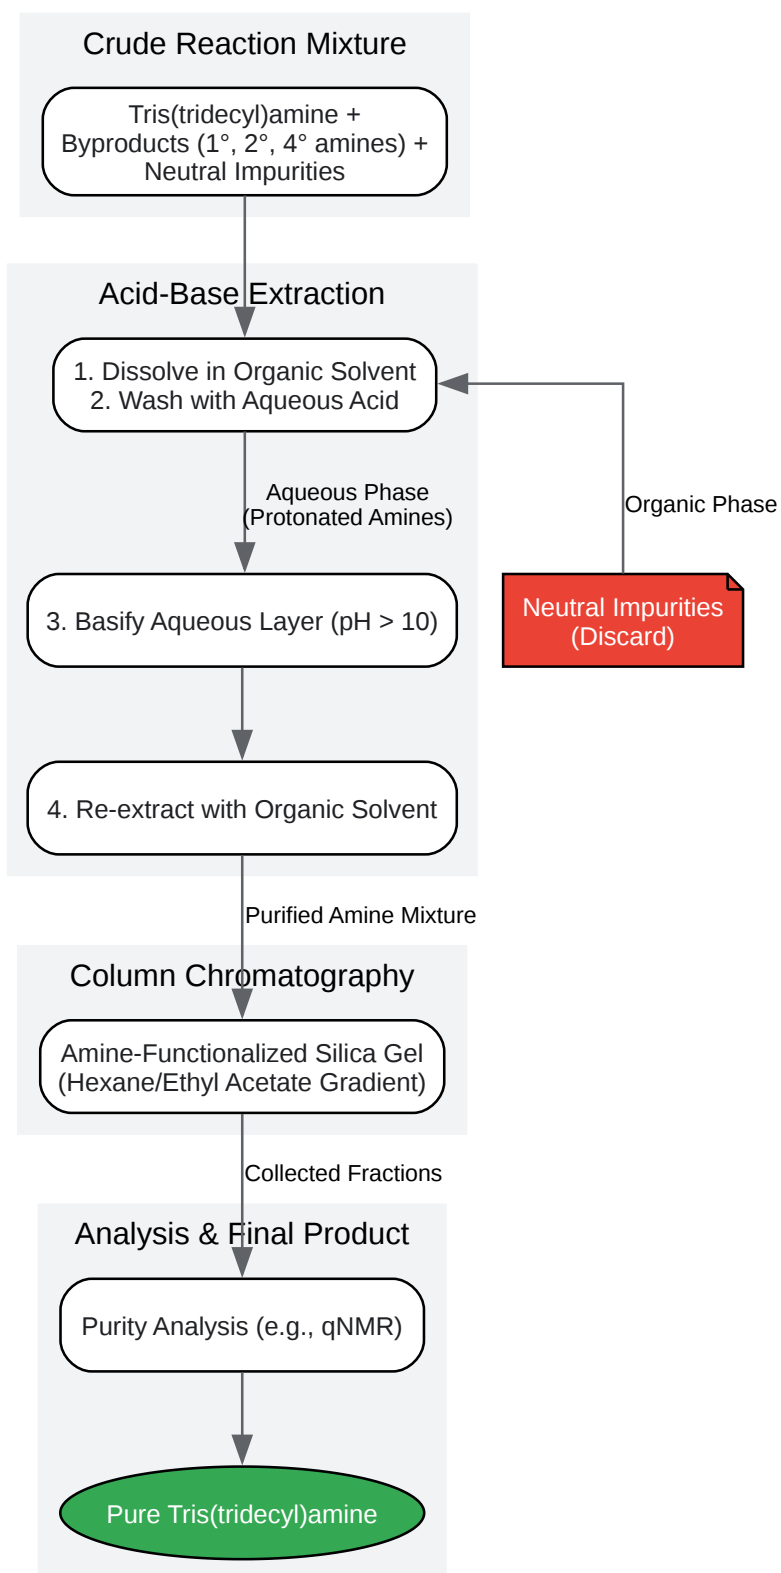 Crude Reaction Mixture
Tris(tridecyl)amine +
Byproducts (1°, 2°, 4° amines) +
Neutral Impurities
Acid-Base Extraction
1. Dissolve in Organic Solvent
2. Wash with Aqueous Acid
Aqueous Phase
(Protonated Amines)
Organic Phase
3. Basify Aqueous Layer (pH > 10)
Neutral Impurities
(Discard)
4. Re-extract with Organic Solvent
Purified Amine Mixture
Column Chromatography
Amine-Functionalized Silica Gel
(Hexane/Ethyl Acetate Gradient)
Collected Fractions
Analysis & Final Product
Purity Analysis (e.g., qNMR)
Pure Tris(tridecyl)amine